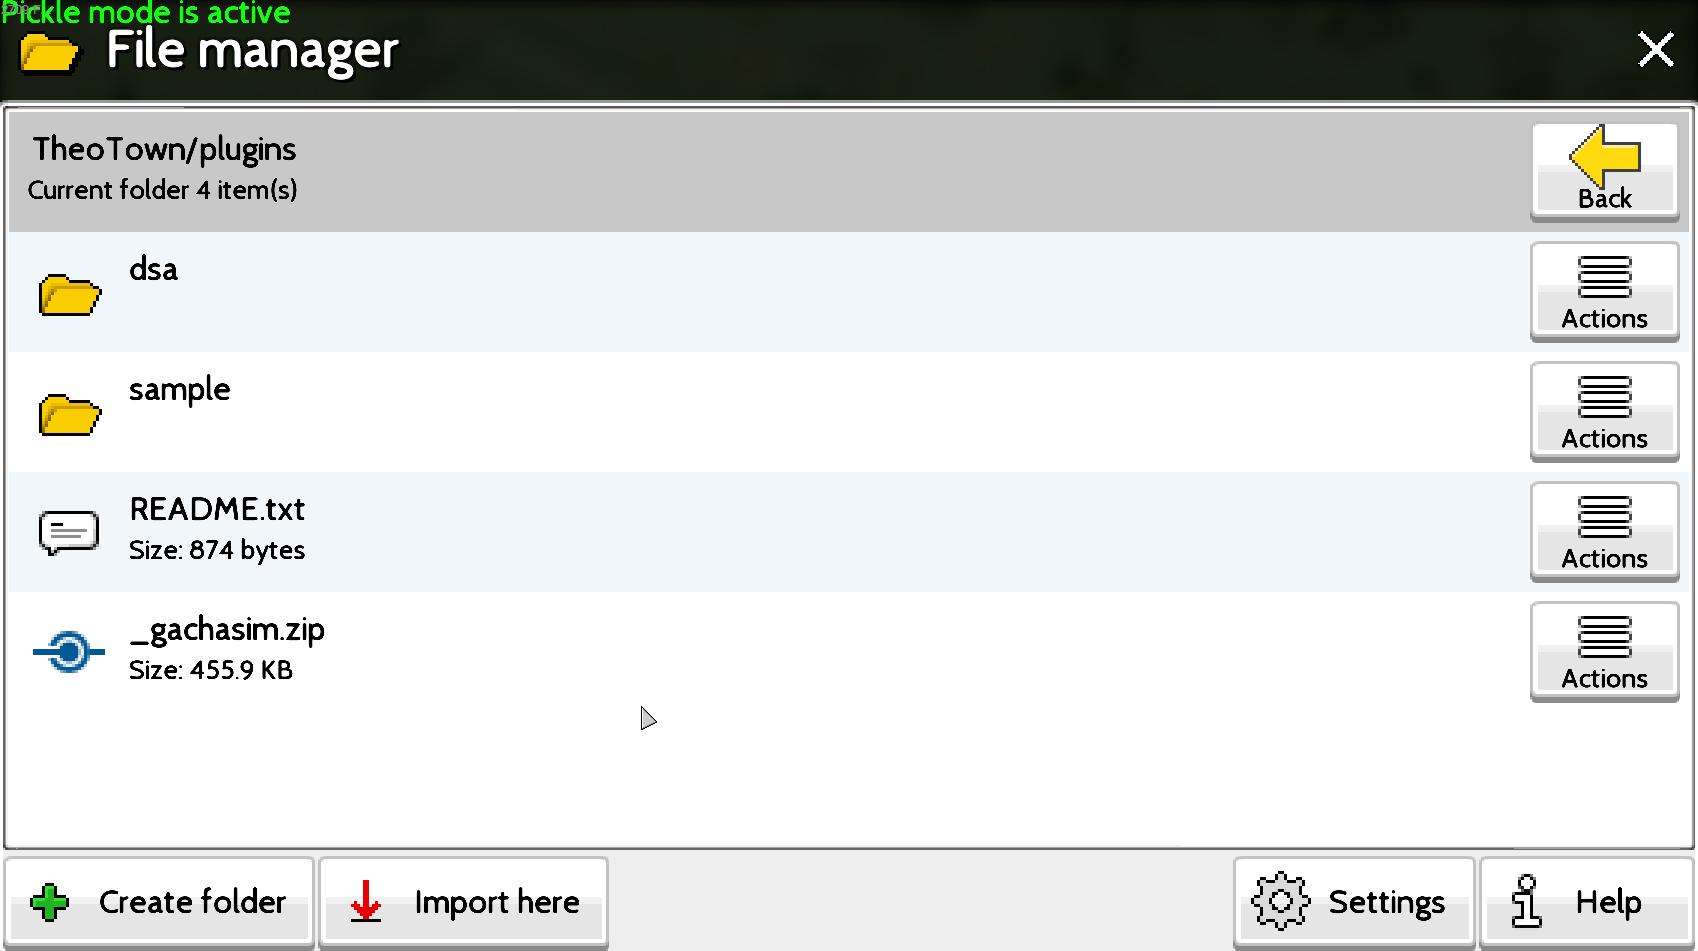 Pickle mode is active
File manager
TheoTown/plugins
Current folder 4 item(s)
Back
dsa
Actions
sample
Actions
README.txt
Size: 874 bytes
Actions
_gachasim.zip
Size: 455.9 KB
Actions
Create folder
Import here
Settings
Help